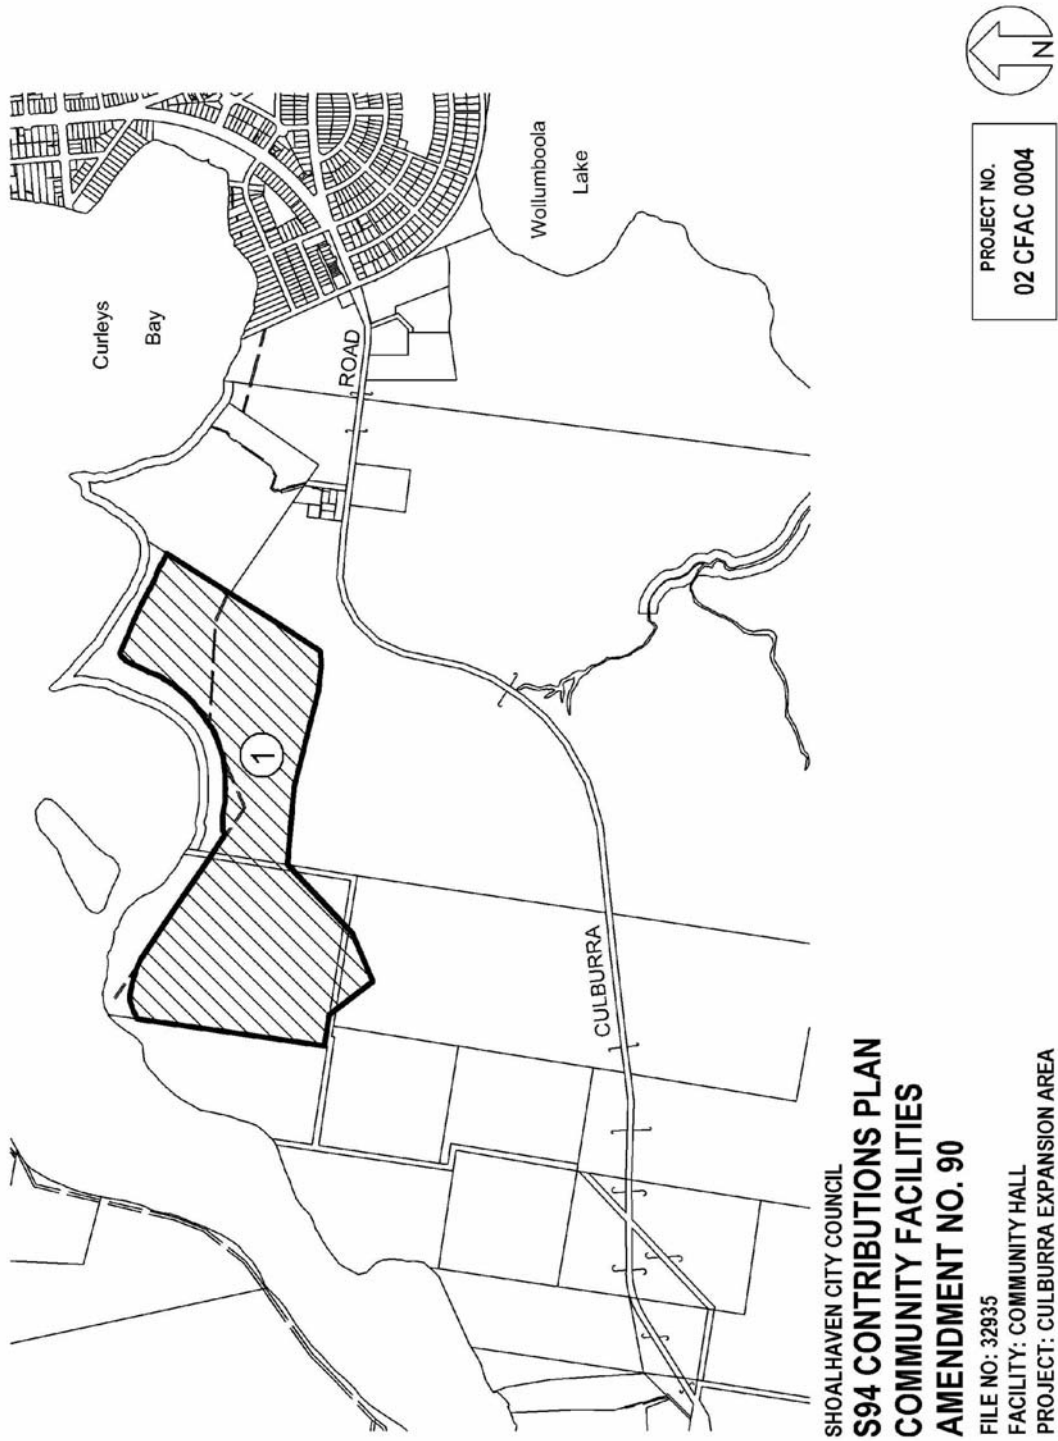 Curleys
Bay
Wollumboola
Lake
ROAD
1
CULBURRA
SHOALHAVEN CITY COUNCIL
S94 CONTRIBUTIONS PLAN
COMMUNITY FACILITIES
AMENDMENT NO. 90
FILE NO: 32935
FACILITY: COMMUNITY HALL
PROJECT: CULBURRA EXPANSION AREA
PROJECT NO.
02 CFAC 0004
N